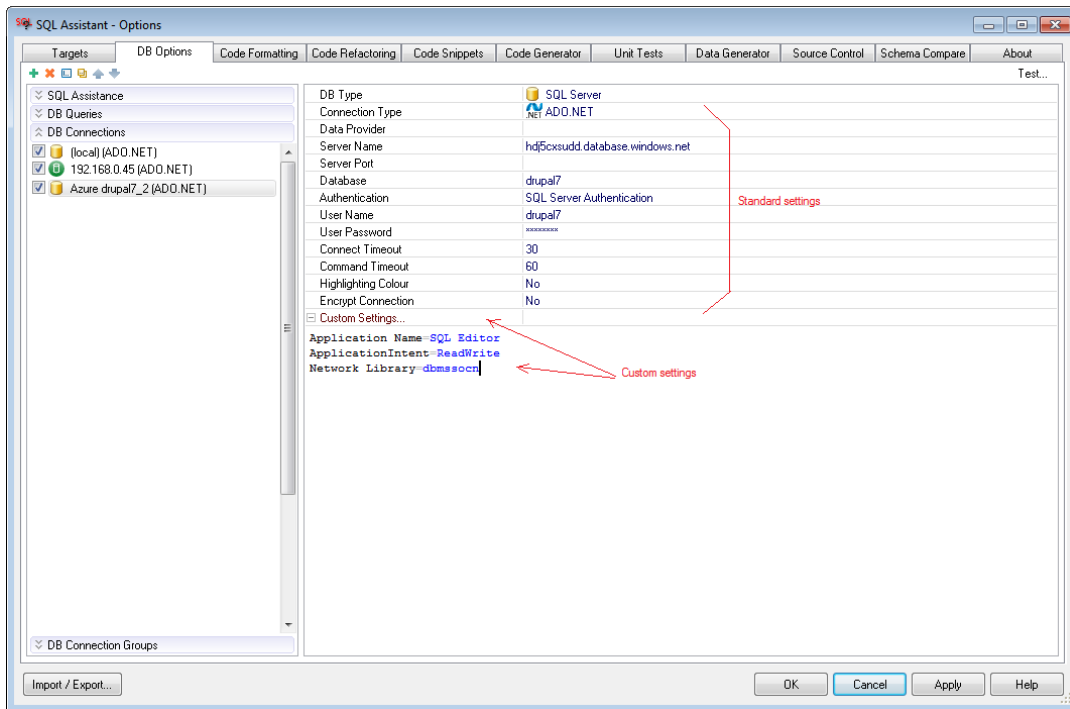 SQL Assistant - Options
Targets DB Options Code Formatting Code Refactoring Code Snippets Code Generator Unit Tests Data Generator Source Control Schema Compare About
Test...
SQL Assistance
DB Queries
DB Connections
(local) (ADO.NET)
192.168.0.45 (ADO.NET)
Azure drupal7_2 (ADO.NET)
DB Connection Groups
DB Type SQL Server
Connection Type .NET ADO.NET
Data Provider
Server Name hdj5cxsudd.database.windows.net
Server Port
Database drupal7
Authentication SQL Server Authentication
User Name drupal7
User Password ********
Connect Timeout 30
Command Timeout 60
Highlighting Colour No
Encrypt Connection No
Custom Settings...
Application Name=SQL Editor
ApplicationIntent=ReadWrite
Network Library=dbmssocn
Standard settings
Custom settings
Import / Export... OK Cancel Apply Help